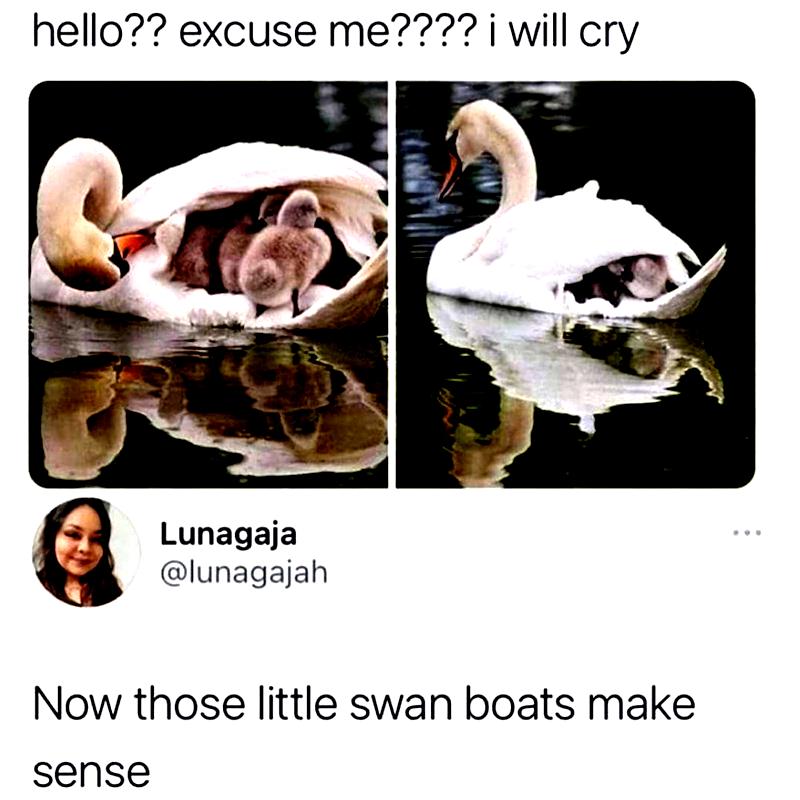 hello?? excuse me???? i will cry
Lunagaja
@lunagajah
Now those little swan boats make
sense